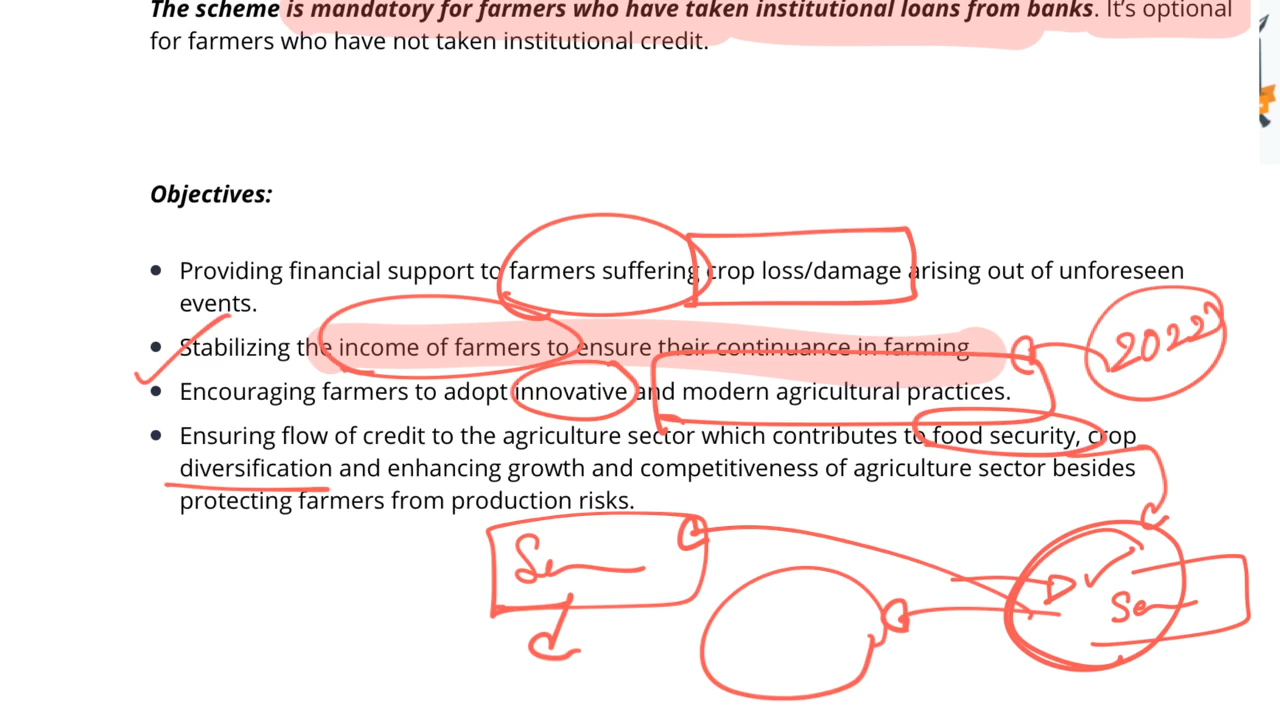 The scheme is mandatory for farmers who have taken institutional loans from banks. It’s optional
for farmers who have not taken institutional credit.
Objectives:
• Providing financial support to farmers suffering crop loss/damage arising out of unforeseen
events.
• Stabilizing the income of farmers to ensure their continuance in farming
2022
• Encouraging farmers to adopt innovative and modern agricultural practices.
• Ensuring flow of credit to the agriculture sector which contributes to food security, crop
diversification and enhancing growth and competitiveness of agriculture sector besides
protecting farmers from production risks.